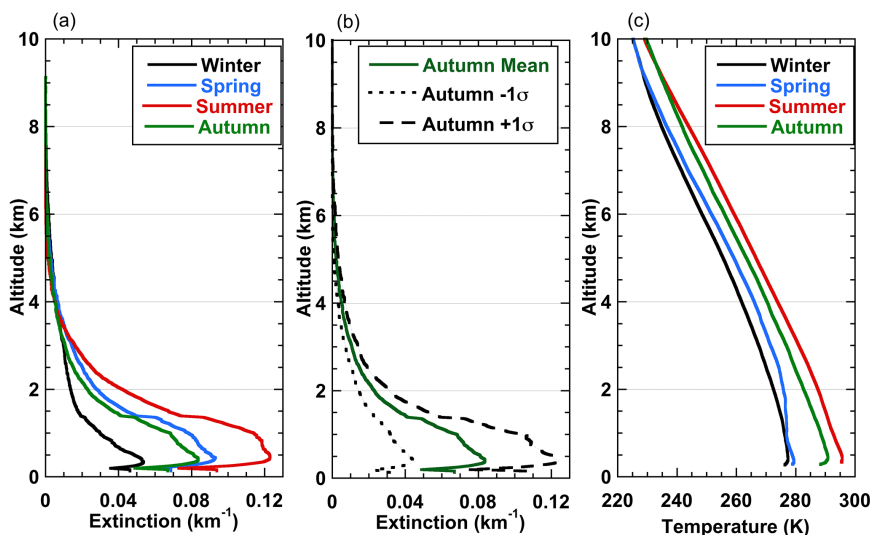 (a)
(b)
(c)
10
8
6
4
2
0
Altitude (km)
Winter
Spring
Summer
Autumn
0
0.04
0.08
0.12
Extinction (km-1)
10
8
6
4
2
0
Altitude (km)
Autumn Mean
Autumn -1σ
Autumn +1σ
0
0.04
0.08
0.12
Extinction (km-1)
10
8
6
4
2
0
Altitude (km)
Winter
Spring
Summer
Autumn
220
240
260
280
300
Temperature (K)